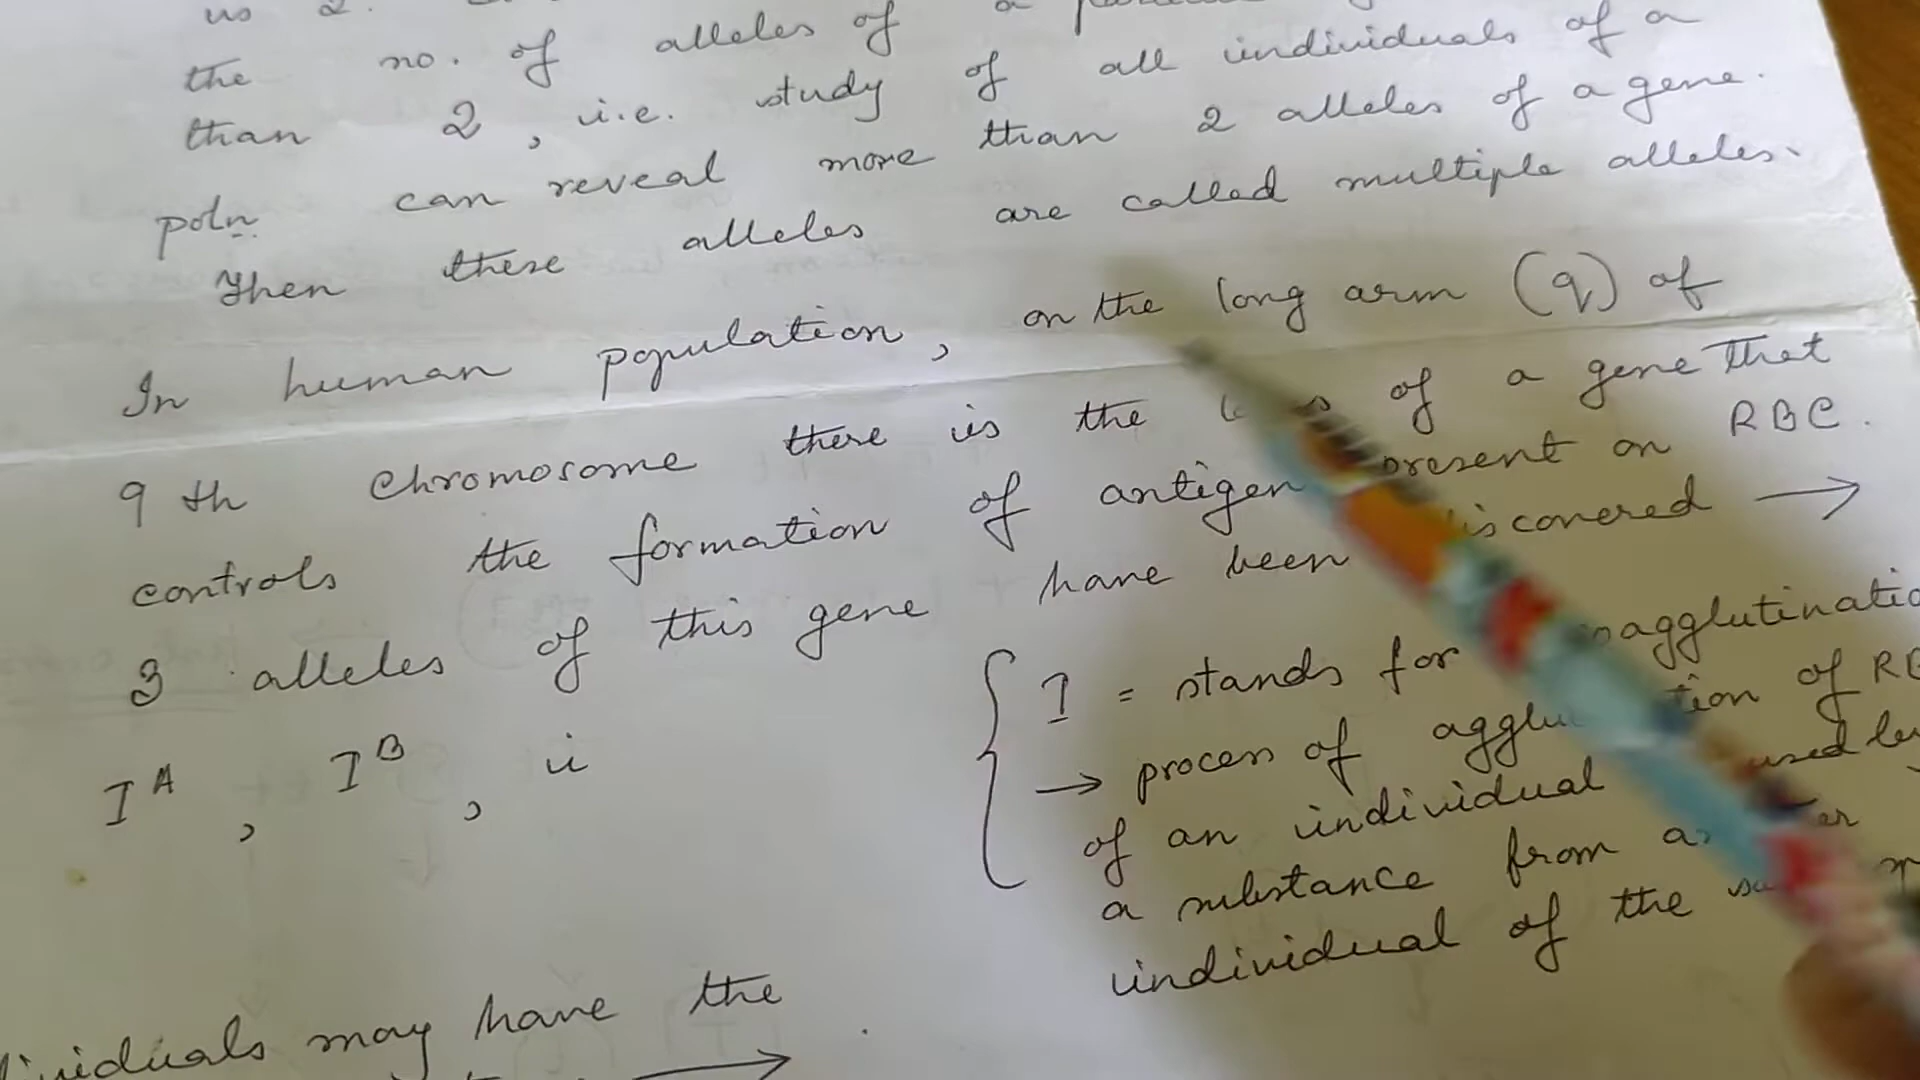 is 2.
the no. of alleles of a
than 2, i.e. study of all individuals of a
poln can reveal more than 2 alleles of a gene.
Then these alleles are called multiple alleles.
In human population, on the long arm (q) of
9 th chromosome there is the of a gene that
controls the formation of antigen present on RBC.
3 alleles of this gene have been discovered →
I^A, I^B, i
I = stands for
→ process of of
of an individual
a substance from
individual of the
may have the